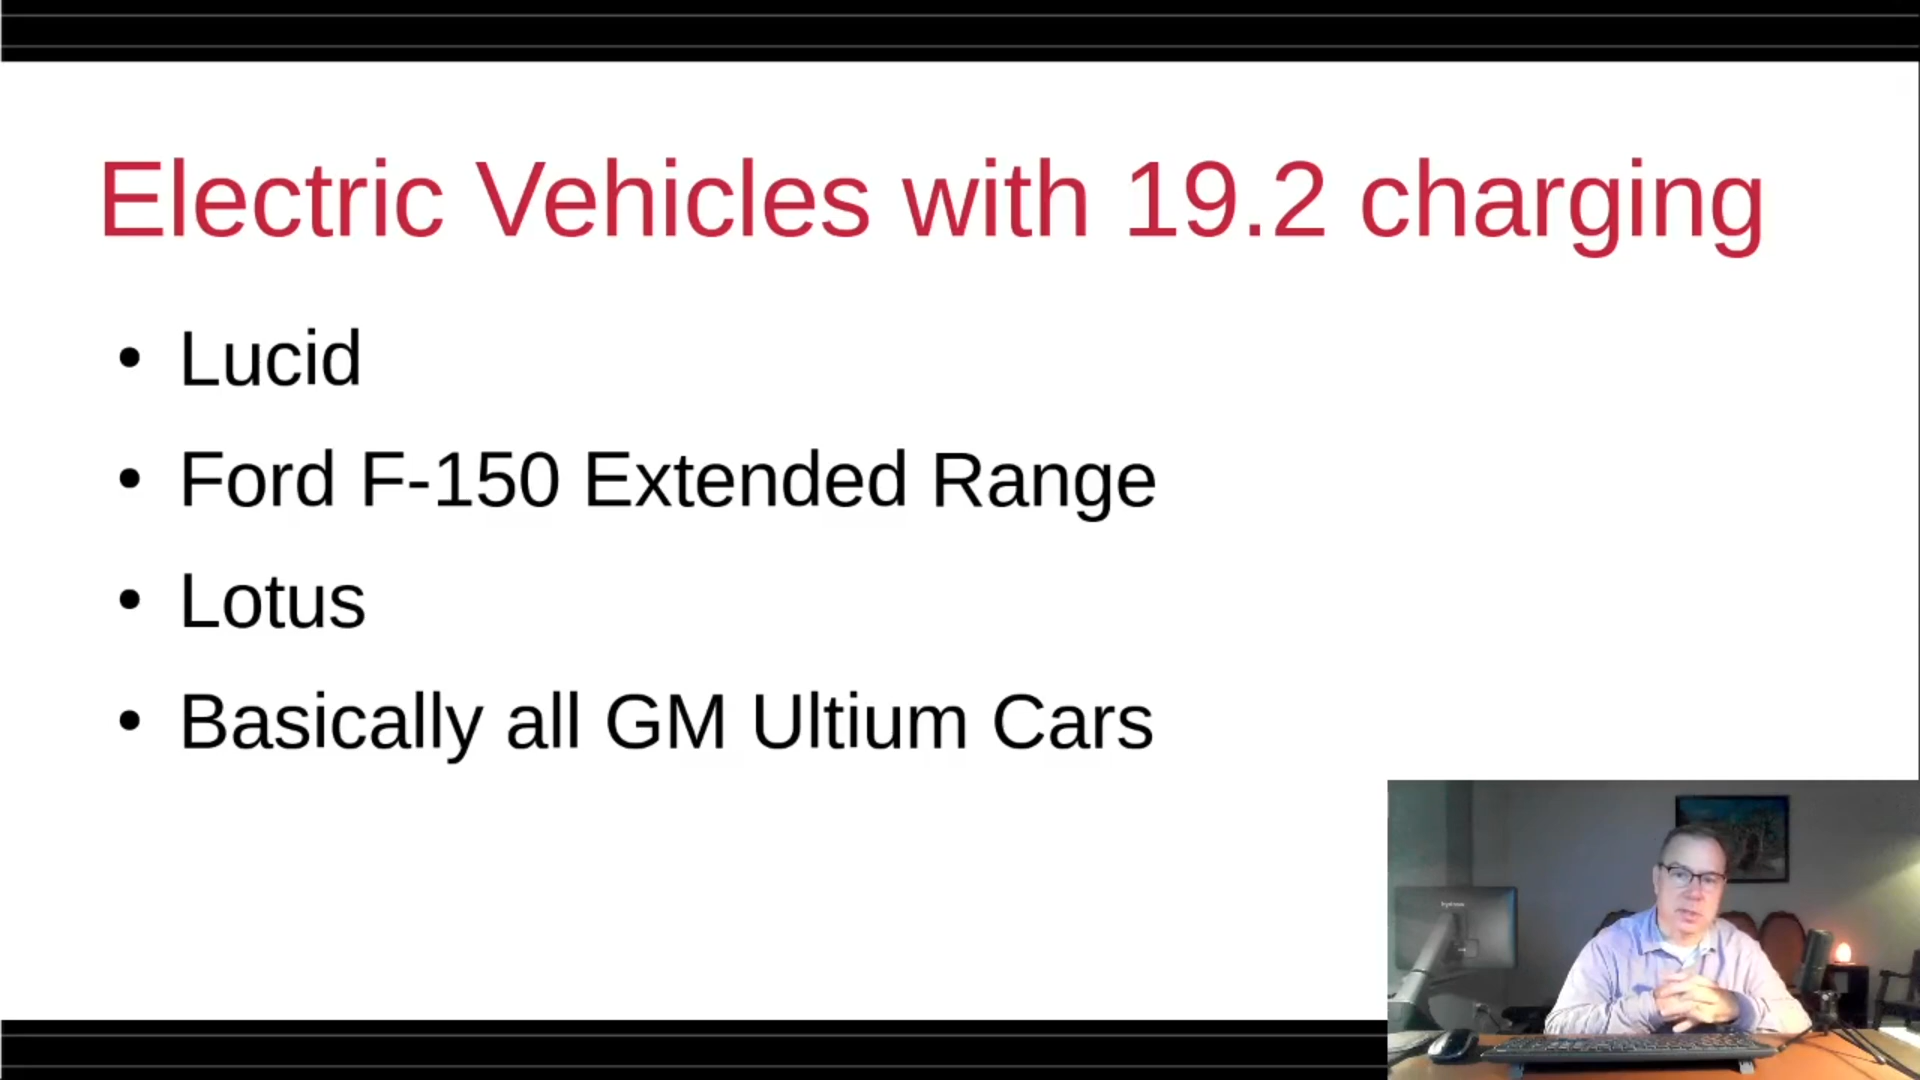 Electric Vehicles with 19.2 charging
• Lucid
• Ford F-150 Extended Range
• Lotus
• Basically all GM Ultium Cars